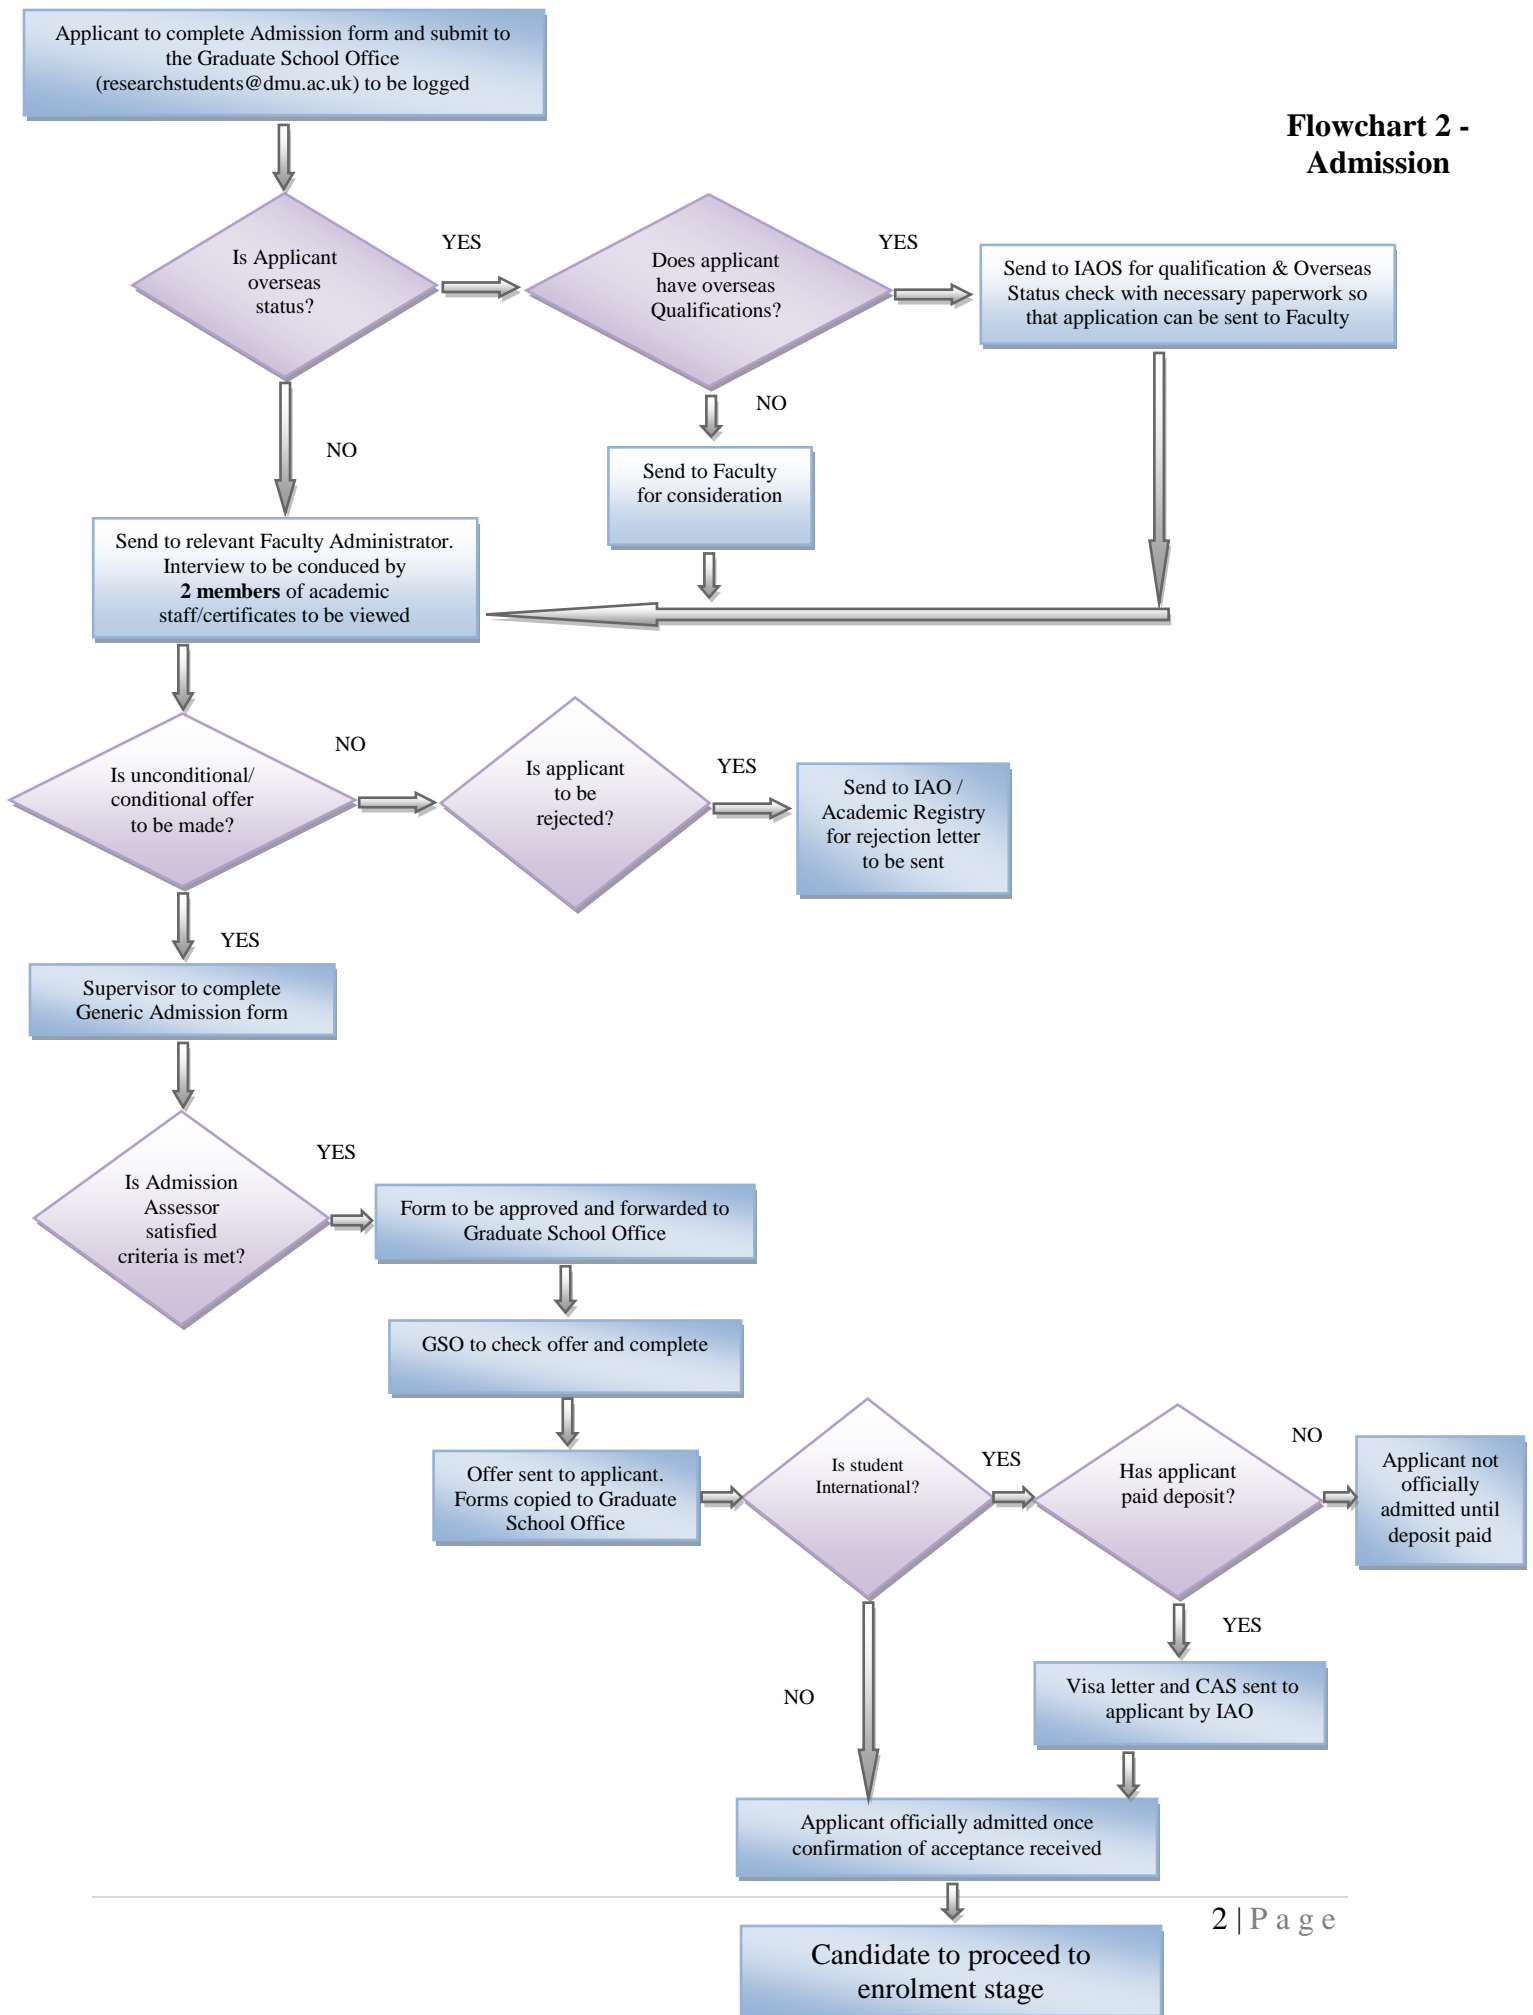 Applicant to complete Admission form and submit to
the Graduate School Office
(researchstudents@dmu.ac.uk) to be logged
Flowchart 2 -
Admission
Is Applicant
overseas
status?
YES
Does applicant
have overseas
Qualifications?
YES
Send to IAOS for qualification & Overseas
Status check with necessary paperwork so
that application can be sent to Faculty
NO
NO
Send to Faculty
for consideration
Send to relevant Faculty Administrator.
Interview to be conduced by
2 members of academic
staff/certificates to be viewed
Is unconditional/
conditional offer
to be made?
NO
Is applicant
to be
rejected?
YES
Send to IAO /
Academic Registry
for rejection letter
to be sent
YES
Supervisor to complete
Generic Admission form
Is Admission
Assessor
satisfied
criteria is met?
YES
Form to be approved and forwarded to
Graduate School Office
GSO to check offer and complete
Offer sent to applicant.
Forms copied to Graduate
School Office
Is student
International?
YES
Has applicant
paid deposit?
NO
Applicant not
officially
admitted until
deposit paid
YES
NO
Visa letter and CAS sent to
applicant by IAO
Applicant officially admitted once
confirmation of acceptance received
2 | P a g e
Candidate to proceed to
enrolment stage